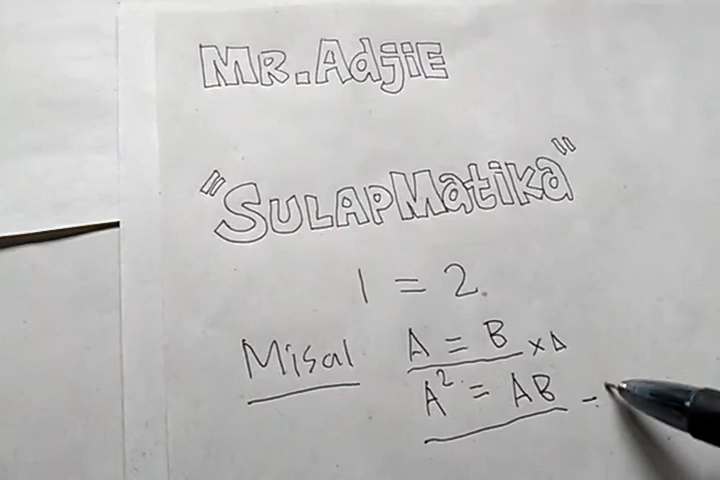 Mr. AdjiE
"SULAPMatika"
1 = 2.
Misal A = B ×A
A² = AB -